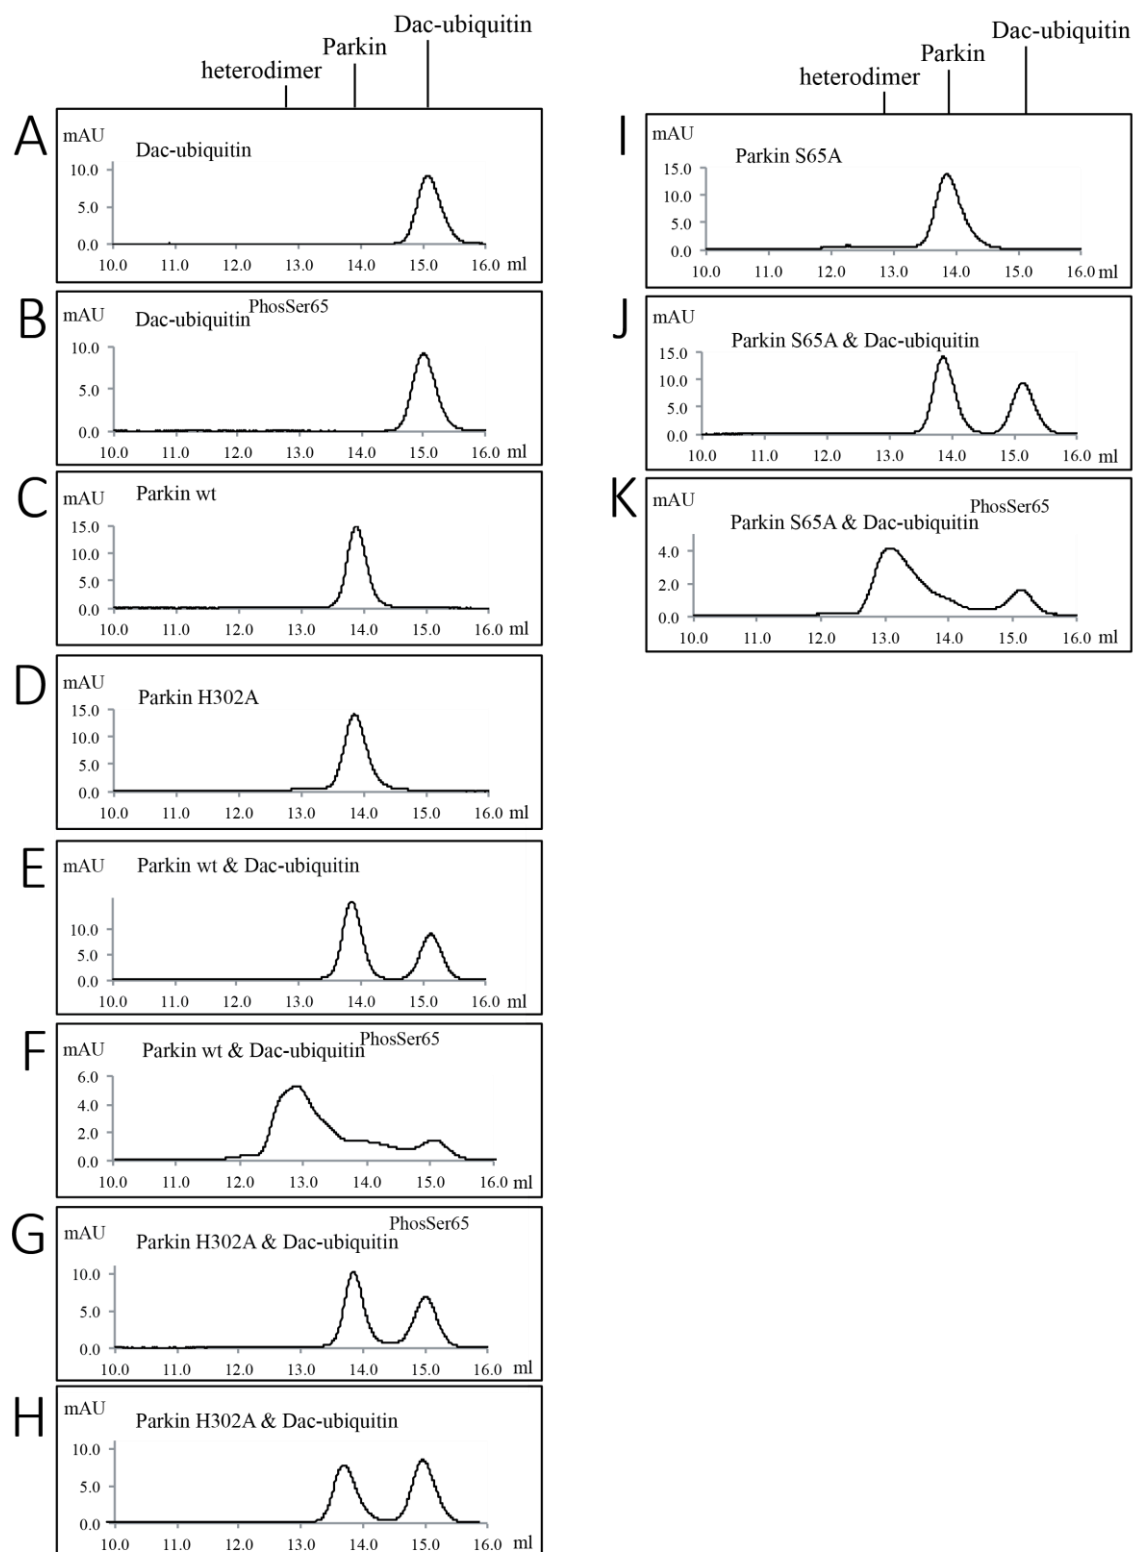 Dac-ubiquitin
Parkin
heterodimer
A
mAU
Dac-ubiquitin
10.0
5.0
0.0
10.0 11.0 12.0 13.0 14.0 15.0 16.0 ml
B
mAU
Dac-ubiquitin PhosSer65
10.0
5.0
0.0
10.0 11.0 12.0 13.0 14.0 15.0 16.0 ml
C
mAU
Parkin wt
15.0
10.0
5.0
0.0
10.0 11.0 12.0 13.0 14.0 15.0 16.0 ml
D
mAU
Parkin H302A
15.0
10.0
5.0
0.0
10.0 11.0 12.0 13.0 14.0 15.0 16.0 ml
E
mAU
Parkin wt & Dac-ubiquitin
10.0
5.0
0.0
10.0 11.0 12.0 13.0 14.0 15.0 16.0 ml
F
mAU
Parkin wt & Dac-ubiquitin PhosSer65
6.0
4.0
2.0
0.0
10.0 11.0 12.0 13.0 14.0 15.0 16.0 ml
G
mAU
Parkin H302A & Dac-ubiquitin PhosSer65
10.0
5.0
0.0
10.0 11.0 12.0 13.0 14.0 15.0 16.0 ml
H
mAU
Parkin H302A & Dac-ubiquitin
10.0
5.0
0.0
10.0 11.0 12.0 13.0 14.0 15.0 16.0 ml
Dac-ubiquitin
Parkin
heterodimer
I
mAU
Parkin S65A
15.0
10.0
5.0
0.0
10.0 11.0 12.0 13.0 14.0 15.0 16.0 ml
J
mAU
Parkin S65A & Dac-ubiquitin
15.0
10.0
5.0
0.0
10.0 11.0 12.0 13.0 14.0 15.0 16.0 ml
K
mAU
Parkin S65A & Dac-ubiquitin PhosSer65
4.0
2.0
0.0
10.0 11.0 12.0 13.0 14.0 15.0 16.0 ml